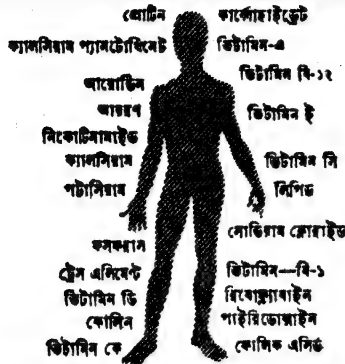 প্রোটিন
কার্বোহাইড্রেট
ক্যালসিয়াম প্যানটোথিনেট
ভিটামিন-এ
ভিটামিন বি-১২
আয়োডিন
আয়রণ
ভিটামিন ই
নিকোটিনামাইড
ক্যালসিয়াম
ভিটামিন সি
পটাসিয়াম
লিপিড
সোডিয়াম ক্লোরাইড
ফসফরাস
ট্রেস এলিমেন্ট
ভিটামিন—বি-১
ভিটামিন ডি
রিবোফ্লাবাইন
কোলিন
পাইরিডোক্সাইন
ভিটামিন কে
ফোলিক এসিড